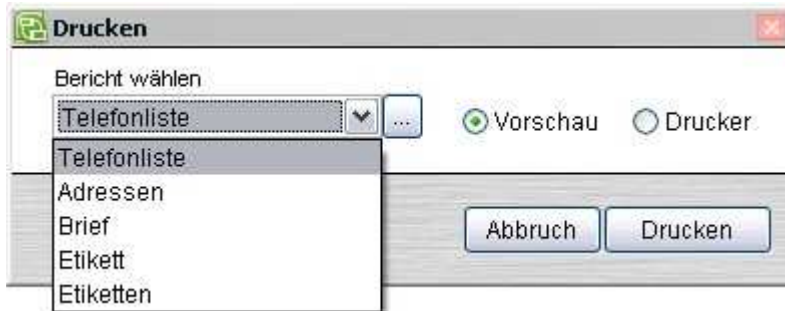 Drucken
Bericht wählen
Telefonliste ... Vorschau Drucker
Telefonliste
Adressen
Brief
Abbruch Drucken
Etikett
Etiketten